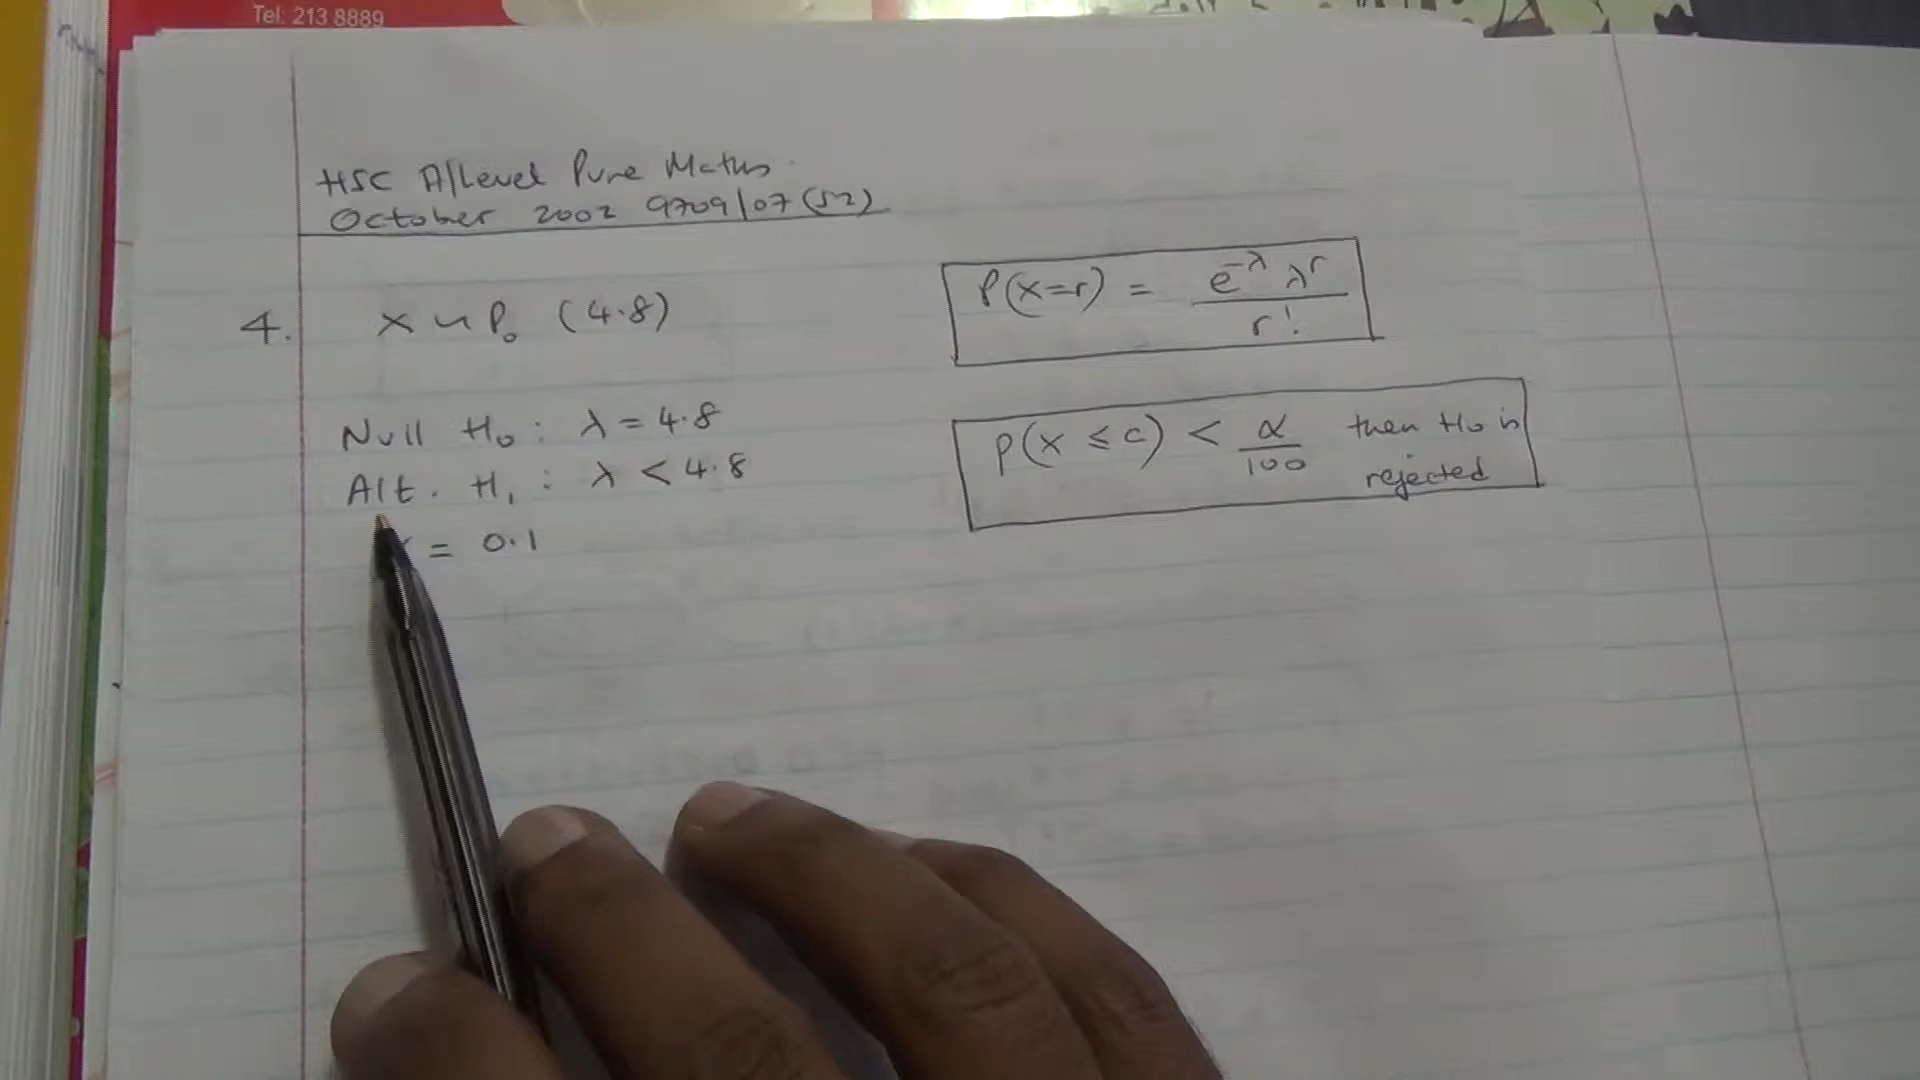 Tel: 213 8889
HSC A/Level Pure Maths
October 2002 9709/07 (S2)
4. X ~ Po (4.8)
P(x=r) = e^-λ λ^r / r!
Null H₀ : λ = 4.8
Alt. H₁ : λ < 4.8
= 0.1
P(x ≤ c) < α/100 then H₀ is
rejected